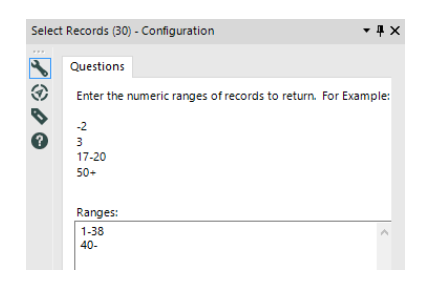 Select Records (30) - Configuration
Questions
Enter the numeric ranges of records to return. For Example:
-2
3
17-20
50+
Ranges:
1-38
40-